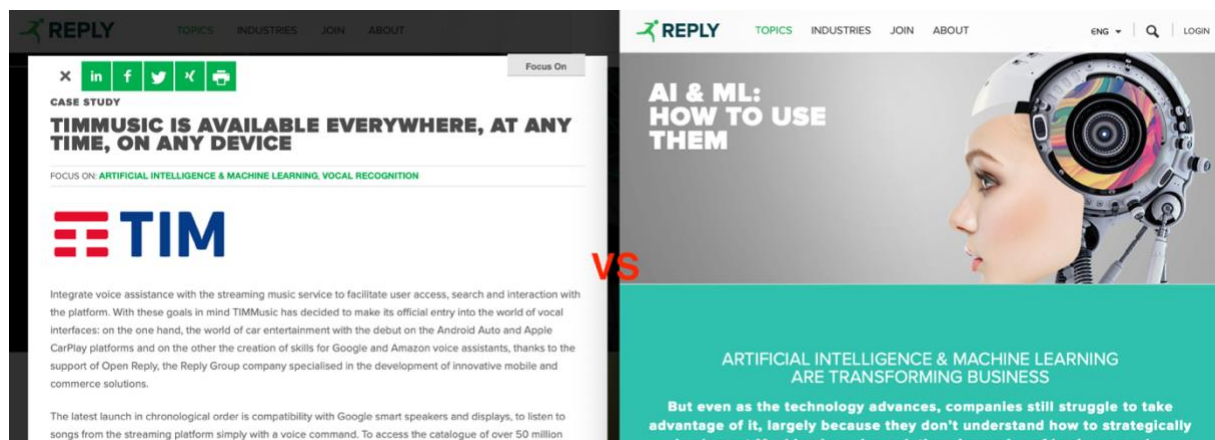 REPLY
TOPICS INDUSTRIES JOIN ABOUT
Focus On
CASE STUDY
TIMMUSIC IS AVAILABLE EVERYWHERE, AT ANY
TIME, ON ANY DEVICE
FOCUS ON: ARTIFICIAL INTELLIGENCE & MACHINE LEARNING, VOCAL RECOGNITION
TIM
Integrate voice assistance with the streaming music service to facilitate user access, search and interaction with
the platform. With these goals in mind TIMMusic has decided to make its official entry into the world of vocal
interfaces: on the one hand, the world of car entertainment with the debut on the Android Auto and Apple
CarPlay platforms and on the other the creation of skills for Google and Amazon voice assistants, thanks to the
support of Open Reply, the Reply Group company specialised in the development of innovative mobile and
commerce solutions.
The latest launch in chronological order is compatibility with Google smart speakers and displays, to listen to
songs from the streaming platform simply with a voice command. To access the catalogue of over 50 million
VS
REPLY
TOPICS INDUSTRIES JOIN ABOUT ENG LOGIN
AI & ML:
HOW TO USE
THEM
ARTIFICIAL INTELLIGENCE & MACHINE LEARNING
ARE TRANSFORMING BUSINESS
But even as the technology advances, companies still struggle to take
advantage of it, largely because they don't understand how to strategically